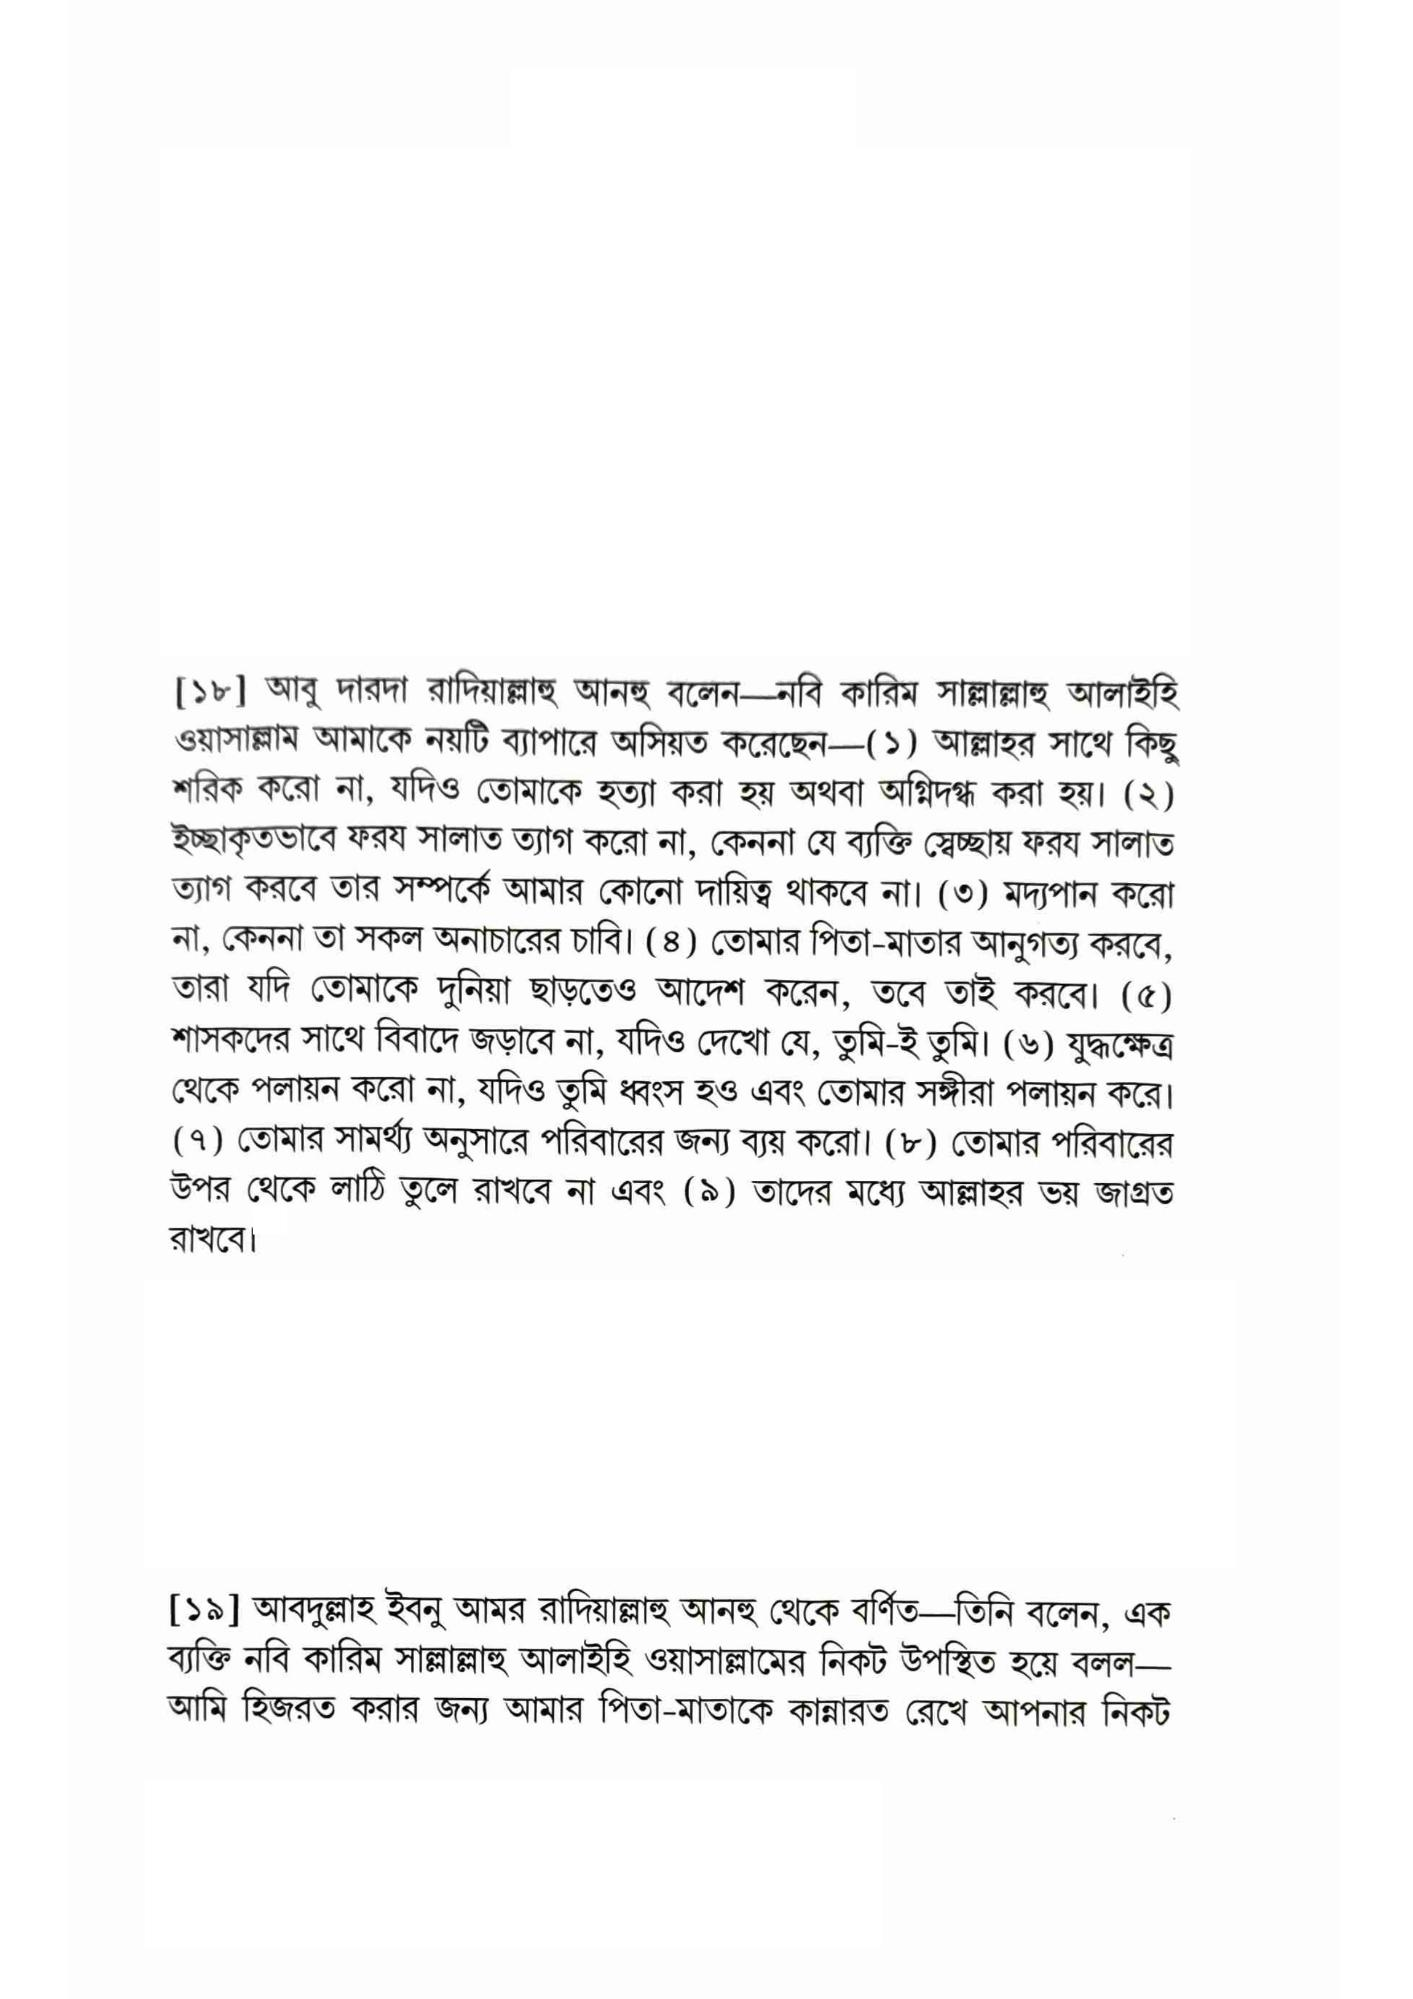 [১৮] আবু দারদা রাদিয়াল্লাহু আনহু বলেন—নবি কারিম সাল্লাল্লাহু আলাইহি
ওয়াসাল্লাম আমাকে নয়টি ব্যাপারে অসিয়ত করেছেন—(১) আল্লাহর সাথে কিছু
শরিক করো না, যদিও তোমাকে হত্যা করা হয় অথবা অগ্নিদগ্ধ করা হয়। (২)
ইচ্ছাকৃতভাবে ফরয সালাত ত্যাগ করো না, কেননা যে ব্যক্তি স্বেচ্ছায় ফরয সালাত
ত্যাগ করবে তার সম্পর্কে আমার কোনো দায়িত্ব থাকবে না। (৩) মদ্যপান করো
না, কেননা তা সকল অনাচারের চাবি। (৪) তোমার পিতা-মাতার আনুগত্য করবে,
তারা যদি তোমাকে দুনিয়া ছাড়তেও আদেশ করেন, তবে তাই করবে। (৫)
শাসকদের সাথে বিবাদে জড়াবে না, যদিও দেখো যে, তুমি-ই তুমি। (৬) যুদ্ধক্ষেত্র
থেকে পলায়ন করো না, যদিও তুমি ধ্বংস হও এবং তোমার সঙ্গীরা পলায়ন করে।
(৭) তোমার সামর্থ্য অনুসারে পরিবারের জন্য ব্যয় করো। (৮) তোমার পরিবারের
উপর থেকে লাঠি তুলে রাখবে না এবং (৯) তাদের মধ্যে আল্লাহর ভয় জাগ্রত
রাখবে।
[১৯] আবদুল্লাহ ইবনু আমর রাদিয়াল্লাহু আনহু থেকে বর্ণিত—তিনি বলেন, এক
ব্যক্তি নবি কারিম সাল্লাল্লাহু আলাইহি ওয়াসাল্লামের নিকট উপস্থিত হয়ে বলল—
আমি হিজরত করার জন্য আমার পিতা-মাতাকে কান্নারত রেখে আপনার নিকট